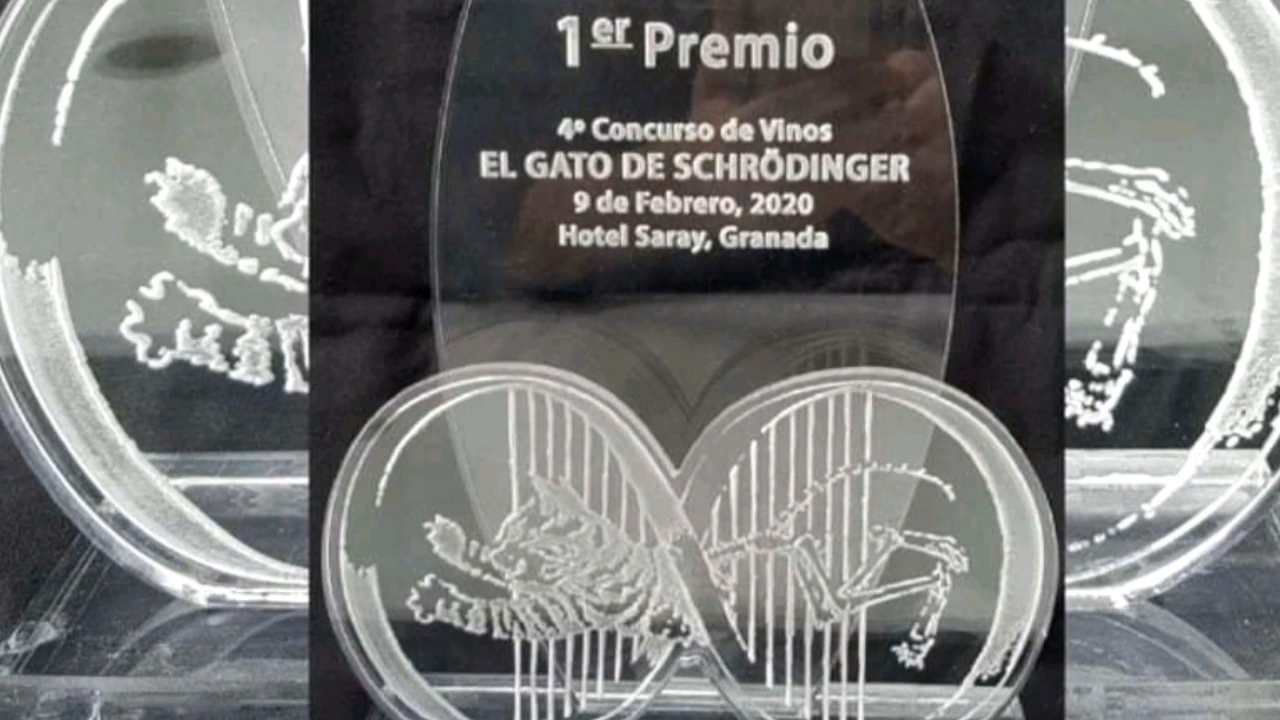 1er Premio
4º Concurso de Vinos
EL GATO DE SCHRÖDINGER
9 de Febrero, 2020
Hotel Saray, Granada